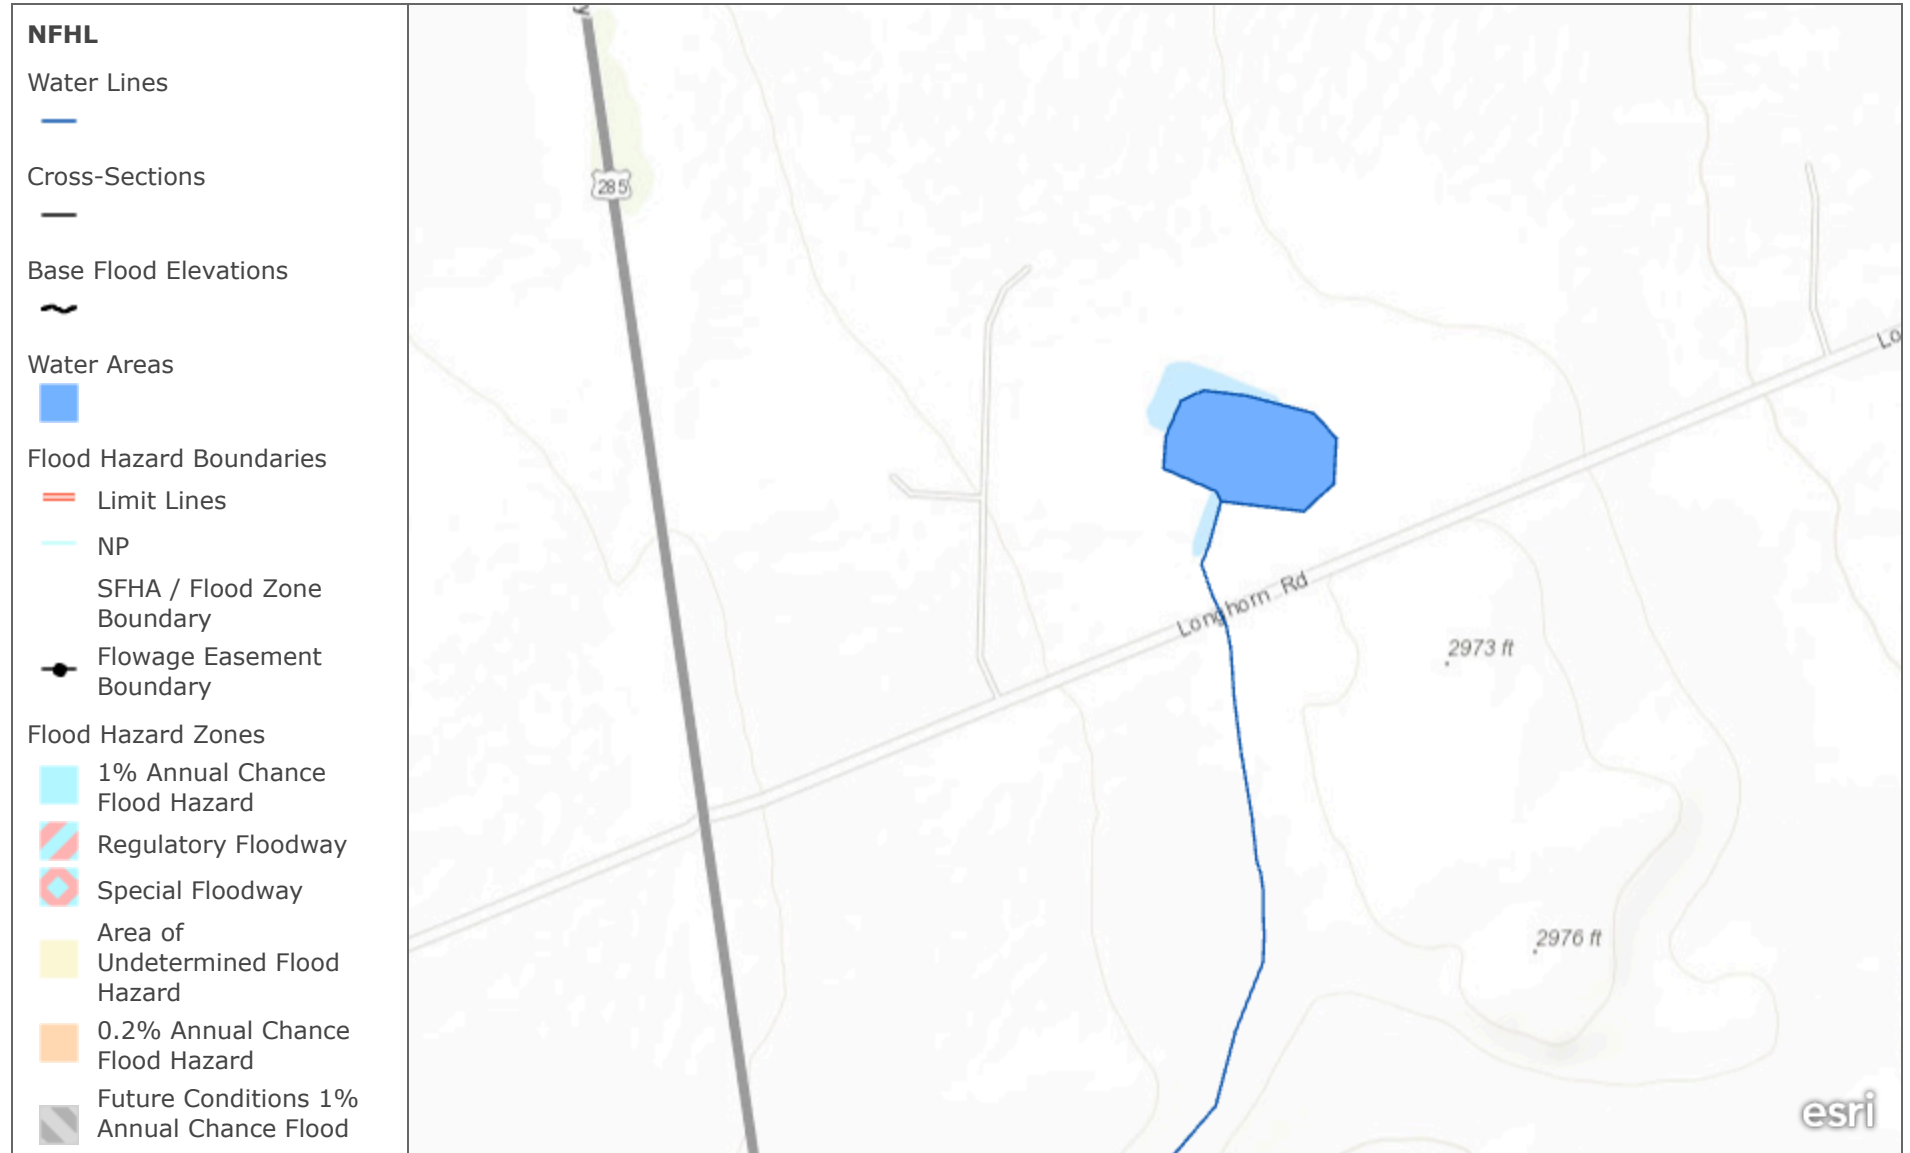 NFHL
Water Lines
Cross-Sections
Base Flood Elevations
Water Areas
Flood Hazard Boundaries
Limit Lines
NP
SFHA / Flood Zone
Boundary
Flowage Easement
Boundary
Flood Hazard Zones
1% Annual Chance
Flood Hazard
Regulatory Floodway
Special Floodway
Area of
Undetermined Flood
Hazard
0.2% Annual Chance
Flood Hazard
Future Conditions 1%
Annual Chance Flood
y
285
Lo
Longhorn Rd
2973 ft
2976 ft
esri